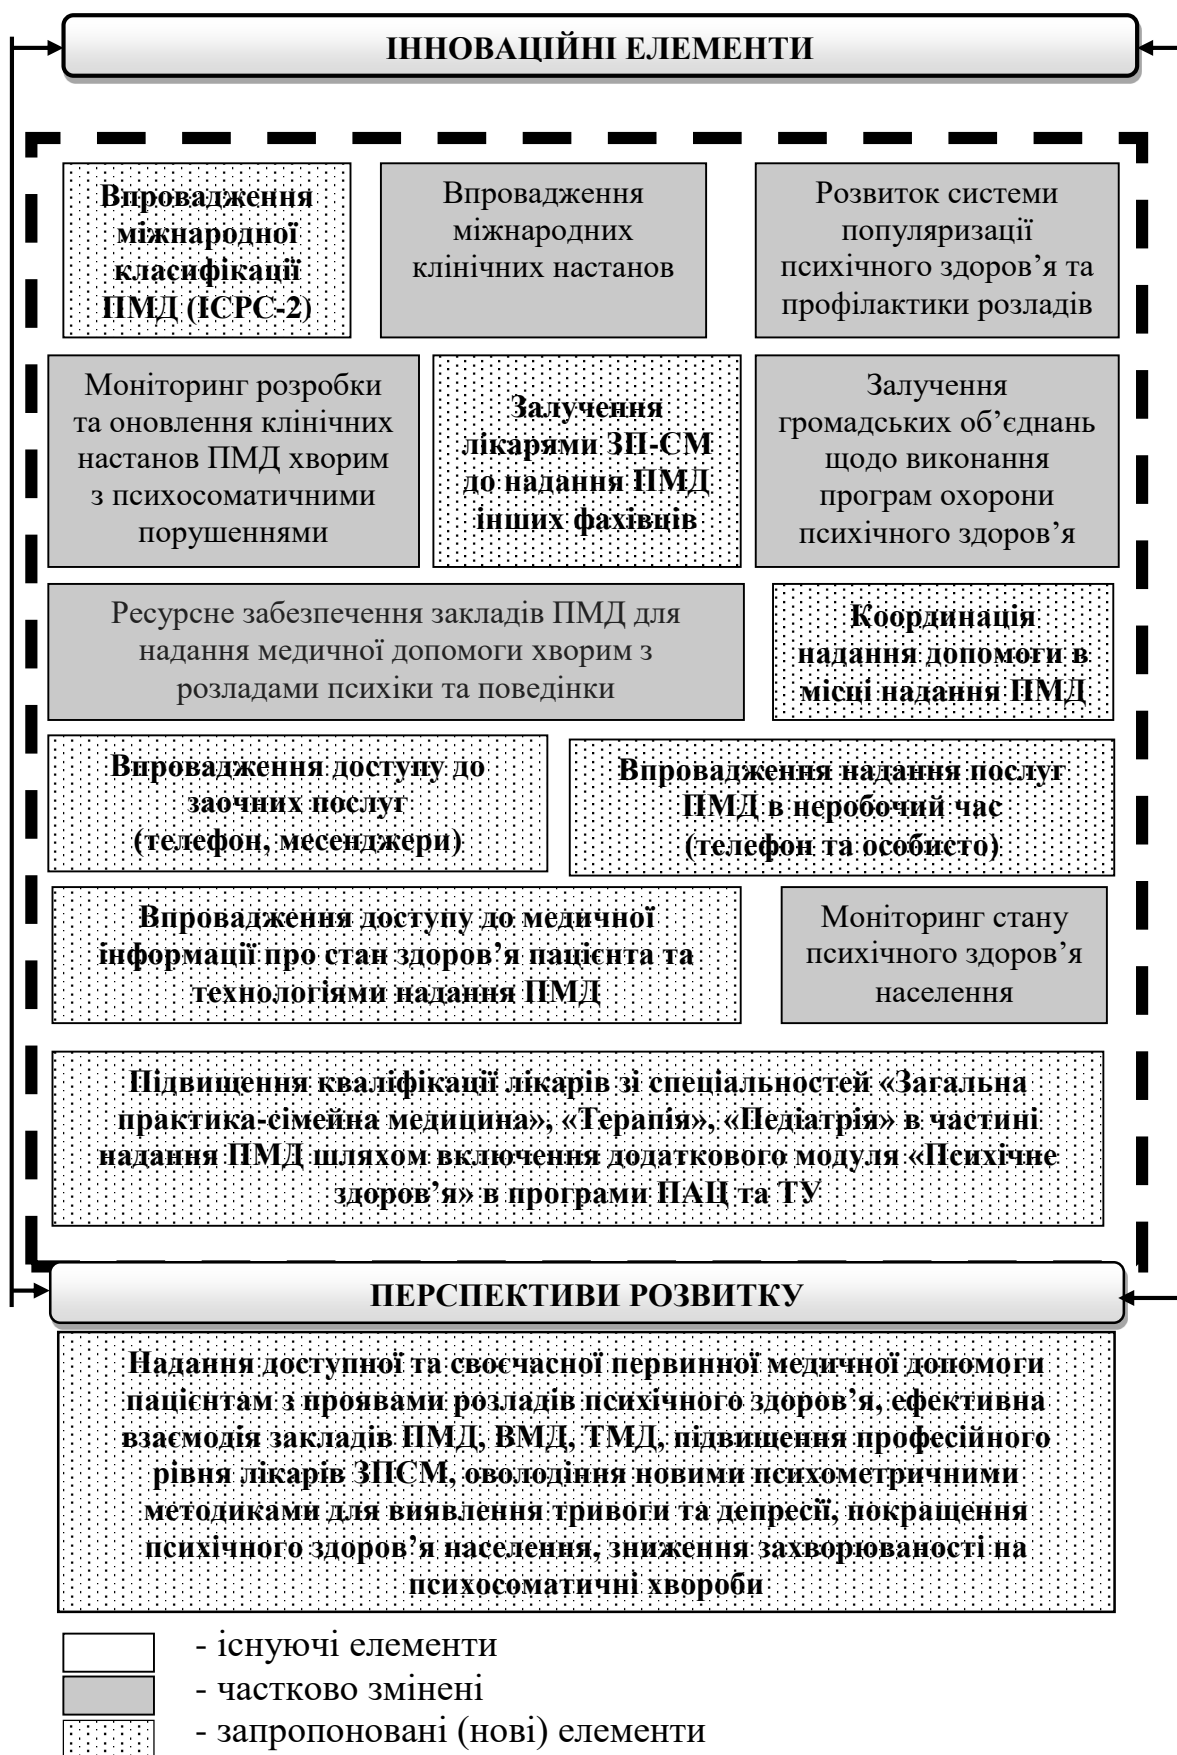 ІННОВАЦІЙНІ ЕЛЕМЕНТИ
Впровадження
міжнародної
класифікації
ПМД (ІСРС-2)
Впровадження
міжнародних
клінічних настанов
Розвиток системи
популяризації
психічного здоров’я та
профілактики розладів
Моніторинг розробки
та оновлення клінічних
настанов ПМД хворим
з психосоматичними
порушеннями
Залучення
лікарями ЗП-СМ
до надання ПМД
інших фахівців
Залучення
громадських об’єднань
щодо виконання
програм охорони
психічного здоров’я
Ресурсне забезпечення закладів ПМД для
надання медичної допомоги хворим з
розладами психіки та поведінки
Координація
надання допомоги в
місці надання ПМД
Впровадження доступу до
заочних послуг
(телефон, месенджери)
Впровадження надання послуг
ПМД в неробочий час
(телефон та особисто)
Впровадження доступу до медичної
інформації про стан здоров’я пацієнта та
технологіями надання ПМД
Моніторинг стану
психічного здоров’я
населення
Підвищення кваліфікації лікарів зі спеціальностей «Загальна
практика-сімейна медицина», «Терапія», «Педіатрія» в частині
надання ПМД шляхом включення додаткового модуля «Психічне
здоров’я» в програми ПАЦ та ТУ
ПЕРСПЕКТИВИ РОЗВИТКУ
Надання доступної та своєчасної первинної медичної допомоги
пацієнтам з проявами розладів психічного здоров’я, ефективна
взаємодія закладів ПМД, ВМД, ТМД, підвищення професійного
рівня лікарів ЗПСМ, оволодіння новими психометричними
методиками для виявлення тривоги та депресії, покращення
психічного здоров’я населення, зниження захворюваності на
психосоматичні хвороби
- існуючі елементи
- частково змінені
- запропоновані (нові) елементи